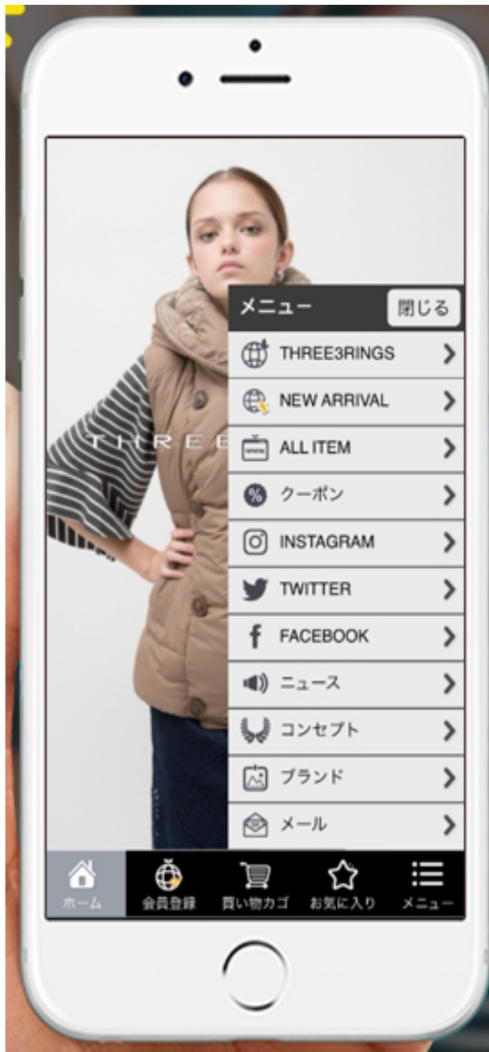 メニュー 閉じる
THREE3RINGS
NEW ARRIVAL
ALL ITEM
クーポン
INSTAGRAM
TWITTER
FACEBOOK
ニュース
コンセプト
ブランド
メール
THREE
ホーム 会員登録 買い物カゴ お気に入り メニュー